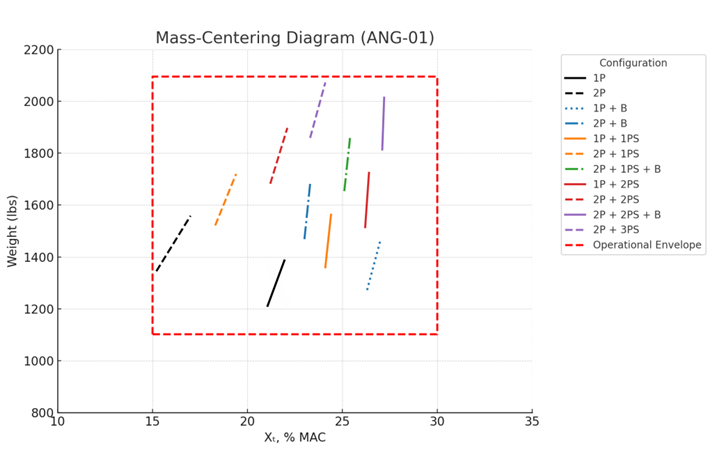 Mass-Centering Diagram (ANG-01)
2200
2000
1800
1600
1400
1200
1000
800
Weight (lbs)
10
15
20
25
30
35
Xₜ, % MAC
Configuration
1P
2P
1P + B
2P + B
1P + 1PS
2P + 1PS
2P + 1PS + B
1P + 2PS
2P + 2PS
2P + 2PS + B
2P + 3PS
Operational Envelope